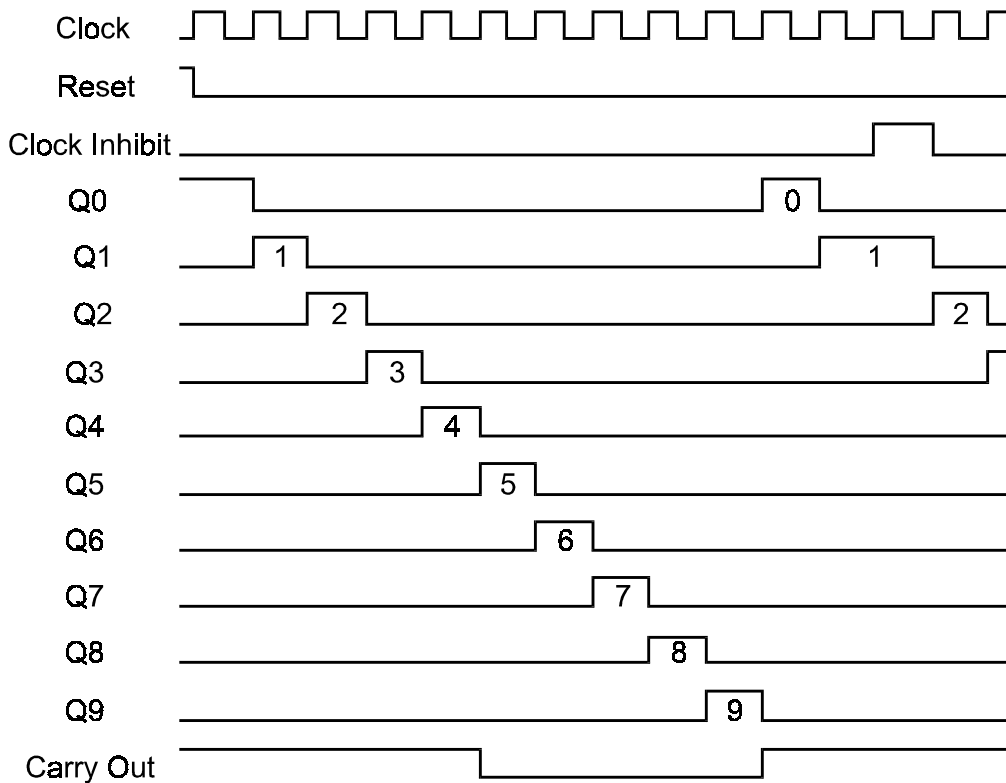 Clock
Reset
Clock Inhibit
Q0 0
Q1 1 1
Q2 2 2
Q3 3
Q4 4
Q5 5
Q6 6
Q7 7
Q8 8
Q9 9
Carry Out